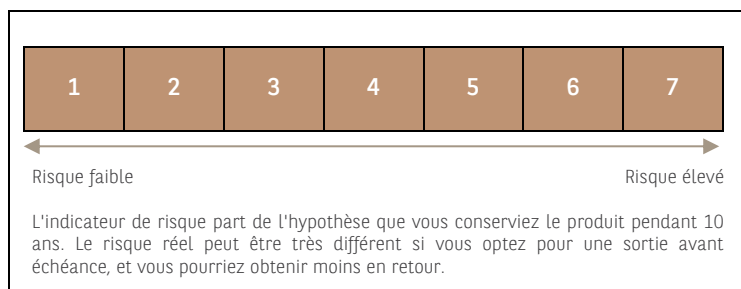 1 2 3 4 5 6 7
Risque faible Risque élevé
L'indicateur de risque part de l'hypothèse que vous conserviez le produit pendant 10
ans. Le risque réel peut être très différent si vous optez pour une sortie avant
échéance, et vous pourriez obtenir moins en retour.